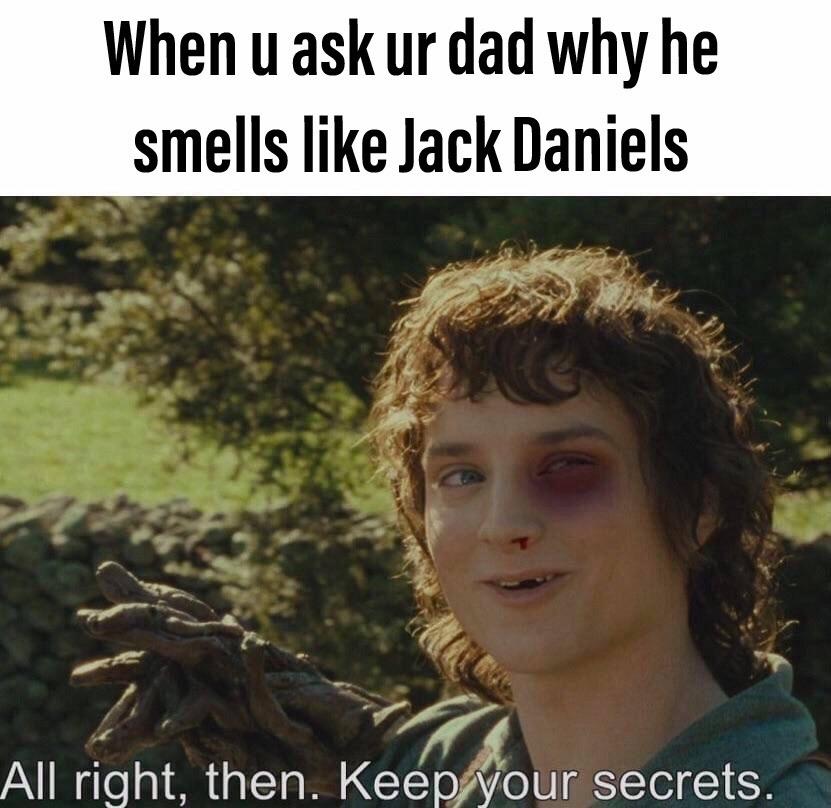 When u ask ur dad why he
smells like Jack Daniels
All right, then. Keep your secrets.